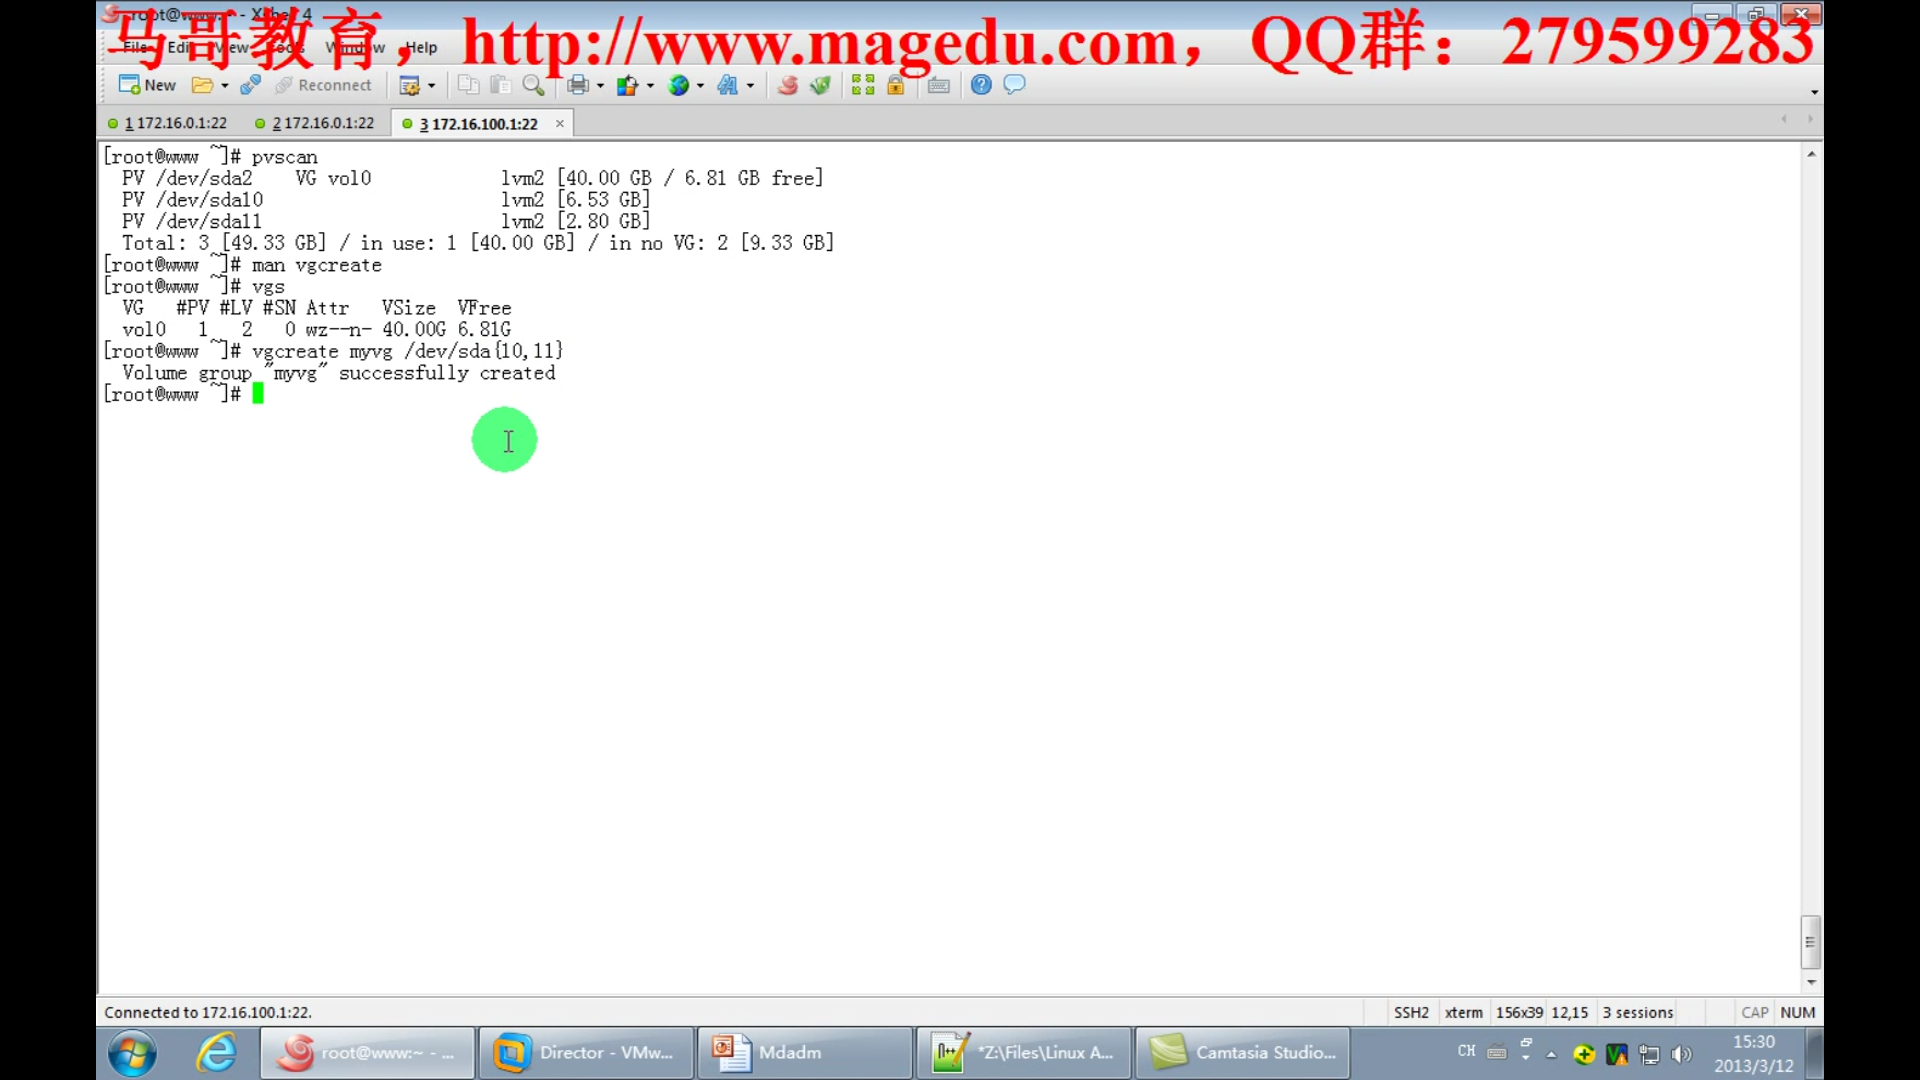 马哥教育，http://www.magedu.com，QQ群：279599283
root@www:~ - Xshell 4
File Edit View Tools Window Help
New Reconnect
1 172.16.0.1:22 2 172.16.0.1:22 3 172.16.100.1:22
[root@www ~]# pvscan
PV /dev/sda2 VG vol0 lvm2 [40.00 GB / 6.81 GB free]
PV /dev/sda10 lvm2 [6.53 GB]
PV /dev/sda11 lvm2 [2.80 GB]
Total: 3 [49.33 GB] / in use: 1 [40.00 GB] / in no VG: 2 [9.33 GB]
[root@www ~]# man vgcreate
[root@www ~]# vgs
VG #PV #LV #SN Attr VSize VFree
vol0 1 2 0 wz--n- 40.00G 6.81G
[root@www ~]# vgcreate myvg /dev/sda{10,11}
Volume group "myvg" successfully created
[root@www ~]#
Connected to 172.16.100.1:22.
SSH2 xterm 156x39 12,15 3 sessions CAP NUM
root@www:~ - ... Director - VMw... Mdadm *Z:\Files\Linux A... Camtasia Studio... CH 15:30
2013/3/12